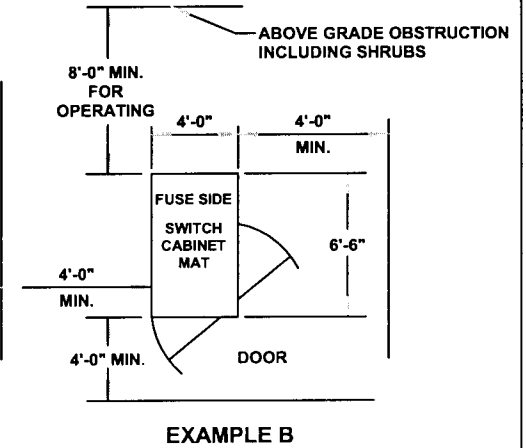 ABOVE GRADE OBSTRUCTION
INCLUDING SHRUBS
8'-0" MIN.
FOR
OPERATING
4'-0"
4'-0"
MIN.
FUSE SIDE
SWITCH
CABINET
MAT
6'-6"
4'-0"
MIN.
4'-0" MIN.
DOOR
EXAMPLE B